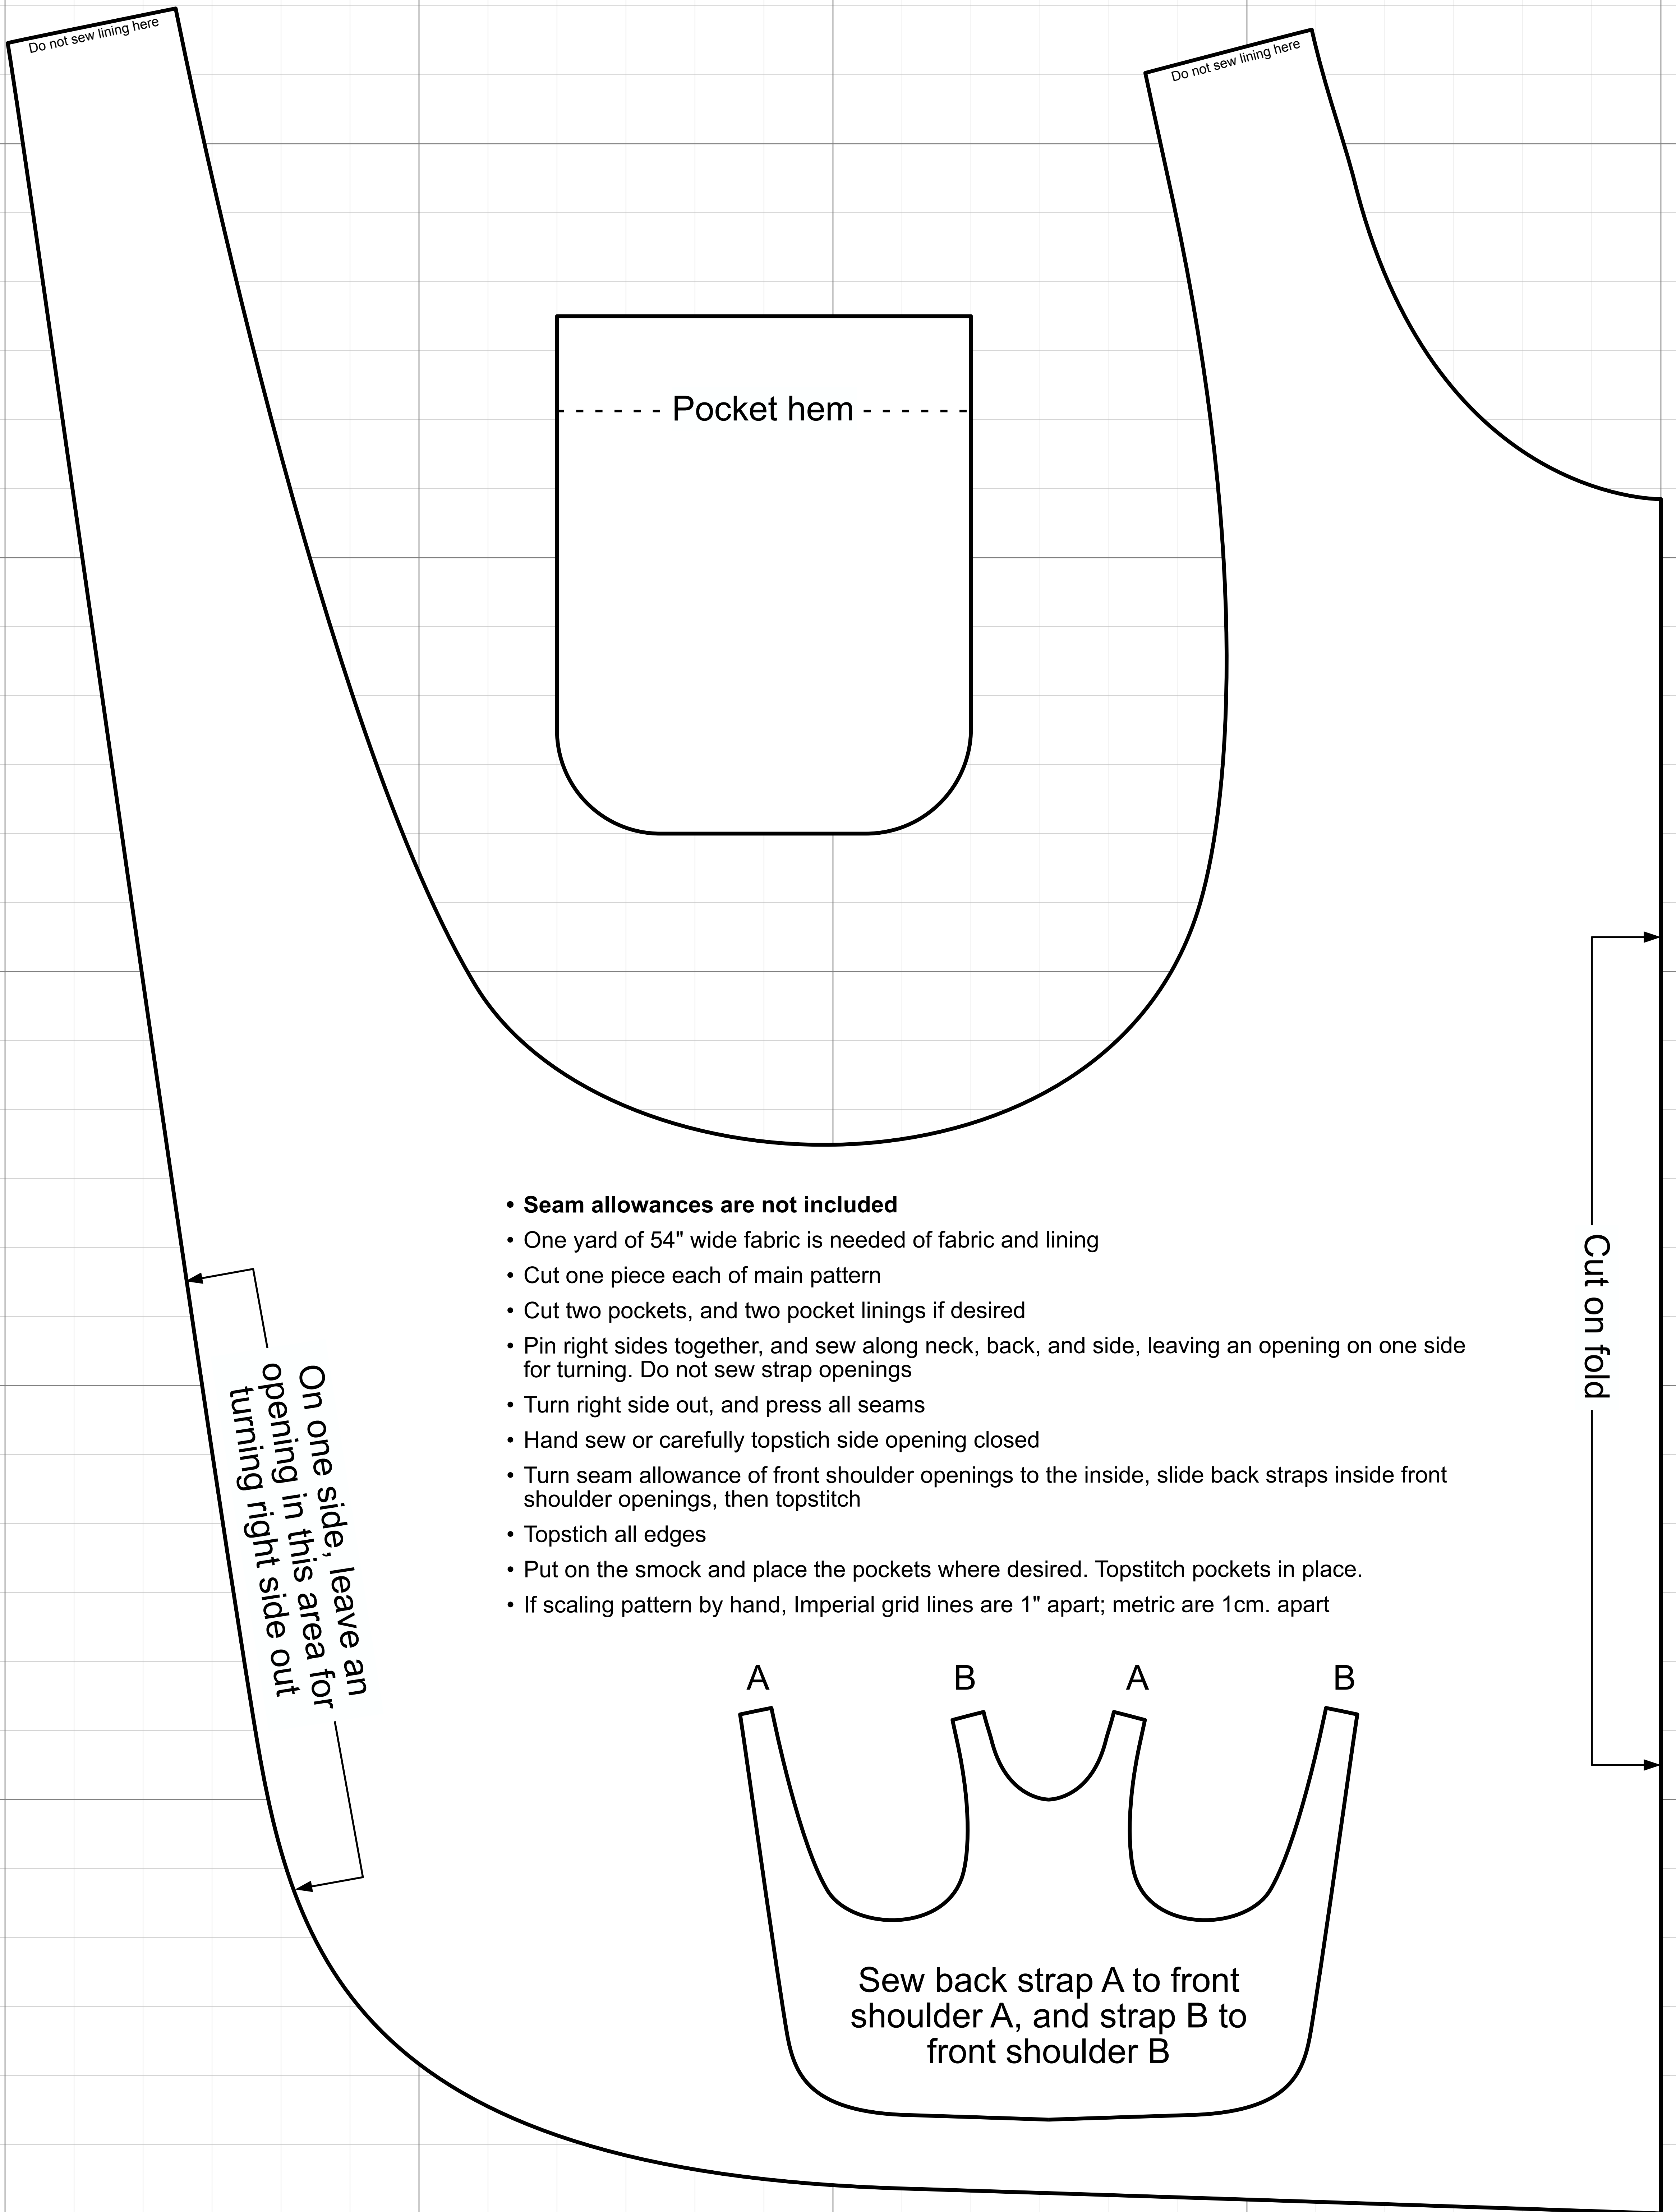 Do not sew lining here
Do not sew lining here
Pocket hem
• Seam allowances are not included
• One yard of 54" wide fabric is needed of fabric and lining
• Cut one piece each of main pattern
• Cut two pockets, and two pocket linings if desired
• Pin right sides together, and sew along neck, back, and side, leaving an opening on one side
for turning. Do not sew strap openings
• Turn right side out, and press all seams
• Hand sew or carefully topstich side opening closed
• Turn seam allowance of front shoulder openings to the inside, slide back straps inside front
shoulder openings, then topstitch
• Topstich all edges
• Put on the smock and place the pockets where desired. Topstitch pockets in place.
• If scaling pattern by hand, Imperial grid lines are 1" apart; metric are 1cm. apart
Cut on fold
On one side, leave an
opening in this area for
turning right side out
A B A B
Sew back strap A to front
shoulder A, and strap B to
front shoulder B